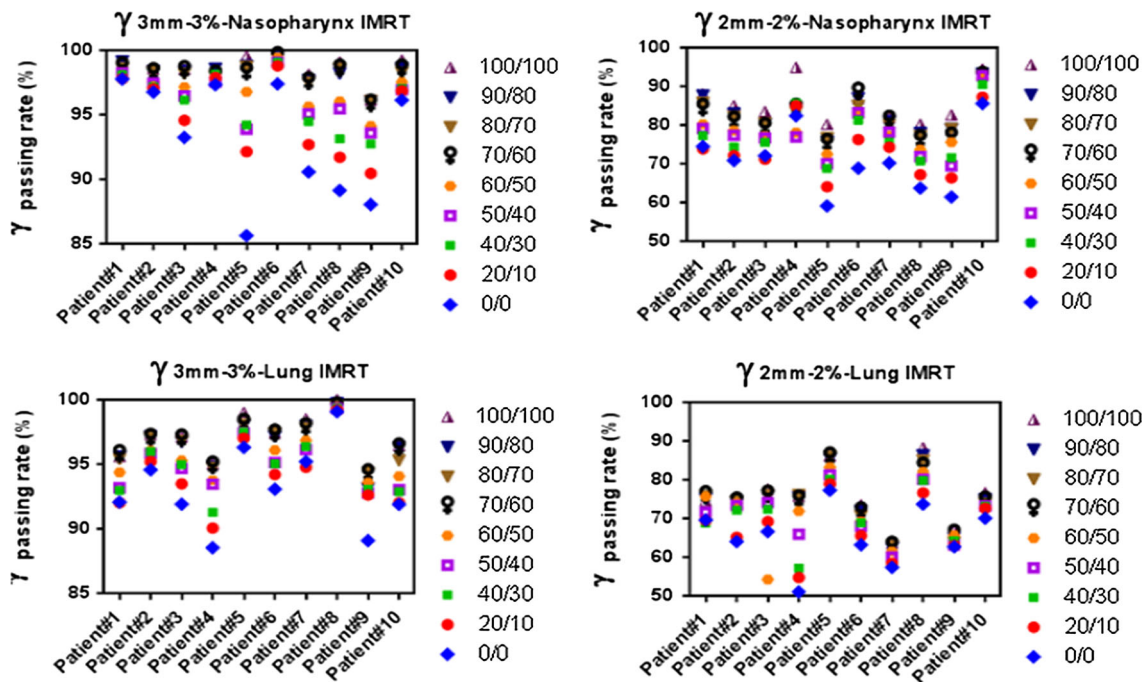 γ 3mm-3%-Nasopharynx IMRT
γ passing rate (%)
100
95
90
85
Patient#1
Patient#2
Patient#3
Patient#4
Patient#5
Patient#6
Patient#7
Patient#8
Patient#9
Patient#10
100/100
90/80
80/70
70/60
60/50
50/40
40/30
20/10
0/0
γ 2mm-2%-Nasopharynx IMRT
γ passing rate (%)
100
90
80
70
60
50
Patient#1
Patient#2
Patient#3
Patient#4
Patient#5
Patient#6
Patient#7
Patient#8
Patient#9
Patient#10
100/100
90/80
80/70
70/60
60/50
50/40
40/30
20/10
0/0
γ 3mm-3%-Lung IMRT
γ passing rate (%)
100
95
90
85
Patient#1
Patient#2
Patient#3
Patient#4
Patient#5
Patient#6
Patient#7
Patient#8
Patient#9
Patient#10
100/100
90/80
80/70
70/60
60/50
50/40
40/30
20/10
0/0
γ 2mm-2%-Lung IMRT
γ passing rate (%)
100
90
80
70
60
50
Patient#1
Patient#2
Patient#3
Patient#4
Patient#5
Patient#6
Patient#7
Patient#8
Patient#9
Patient#10
100/100
90/80
80/70
70/60
60/50
50/40
40/30
20/10
0/0